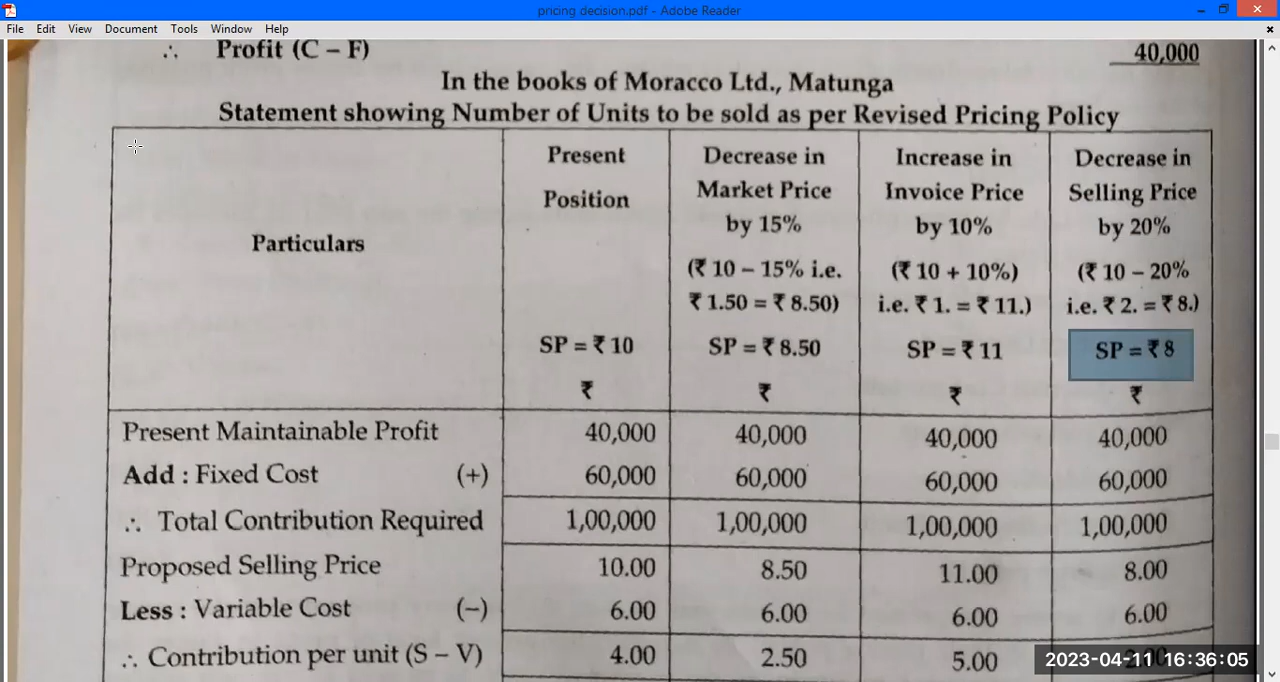 pricing decision.pdf - Adobe Reader
File Edit View Document Tools Window Help
∴ Profit (C – F) 40,000
In the books of Moracco Ltd., Matunga
Statement showing Number of Units to be sold as per Revised Pricing Policy
Particulars
Present Position
SP = ₹ 10
₹
Decrease in
Market Price
by 15%
(₹ 10 – 15% i.e.
₹ 1.50 = ₹ 8.50)
SP = ₹ 8.50
₹
Increase in
Invoice Price
by 10%
(₹ 10 + 10%)
i.e. ₹ 1. = ₹ 11.)
SP = ₹ 11
₹
Decrease in
Selling Price
by 20%
(₹ 10 – 20%
i.e. ₹ 2. = ₹ 8.)
SP = ₹ 8
₹
Present Maintainable Profit 40,000 40,000 40,000 40,000
Add : Fixed Cost (+) 60,000 60,000 60,000 60,000
∴ Total Contribution Required 1,00,000 1,00,000 1,00,000 1,00,000
Proposed Selling Price 10.00 8.50 11.00 8.00
Less : Variable Cost (–) 6.00 6.00 6.00 6.00
∴ Contribution per unit (S – V) 4.00 2.50 5.00
2023-04-11 16:36:05